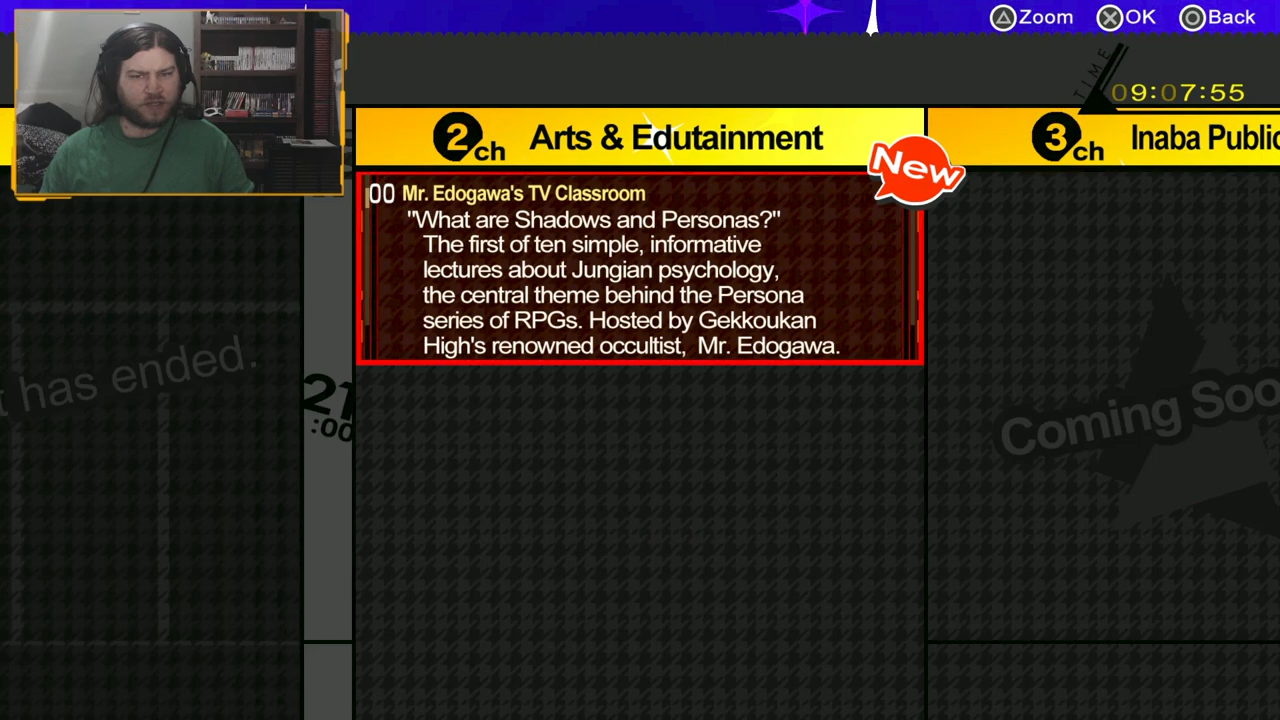 Zoom OK Back
TIME
09:07:55
2ch Arts & Edutainment
3ch Inaba Public
New
00 Mr. Edogawa's TV Classroom
"What are Shadows and Personas?"
The first of ten simple, informative
lectures about Jungian psychology,
the central theme behind the Persona
series of RPGs. Hosted by Gekkoukan
High's renowned occultist, Mr. Edogawa.
has ended.
21
:00
Coming Soo